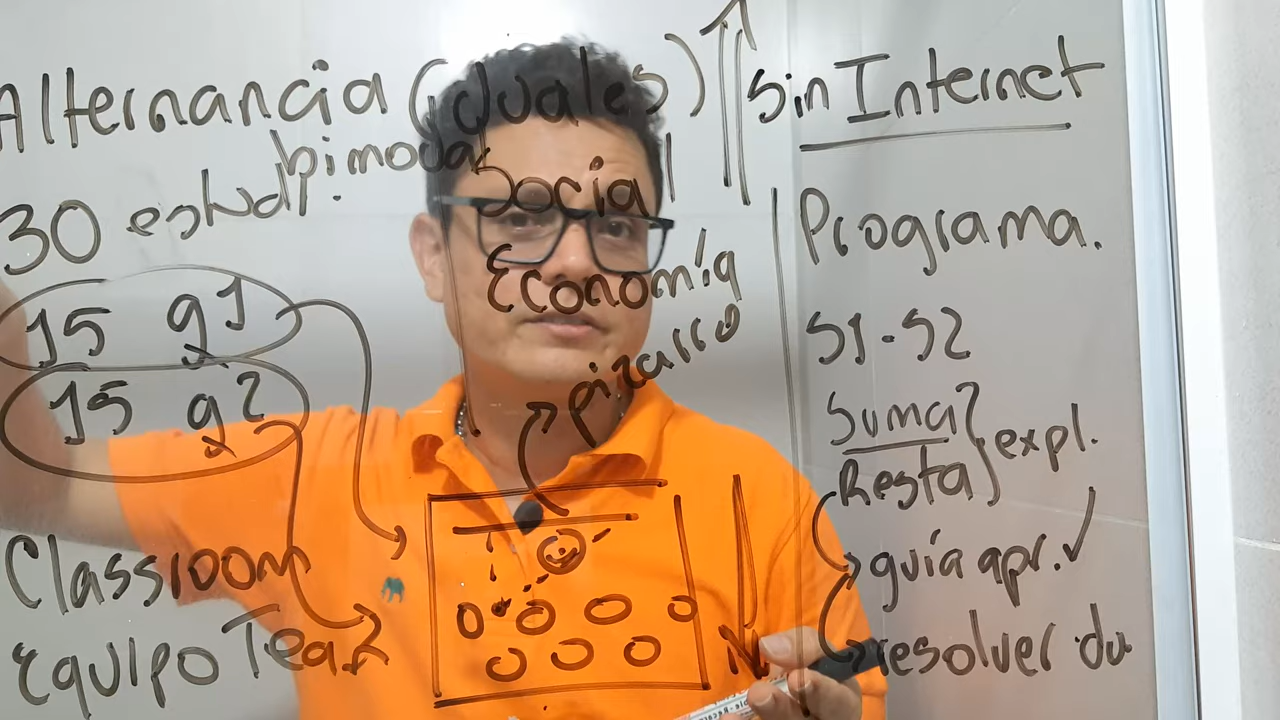 Alternancia (duales)
bimodal
30 estud.
15 g1
15 g2
Classroom
Equipo Tea
Social
Economía
pizarra
Sin Internet
Programa.
S1-S2
Suma
Resta
expl.
guía apr. ✓
resolver du